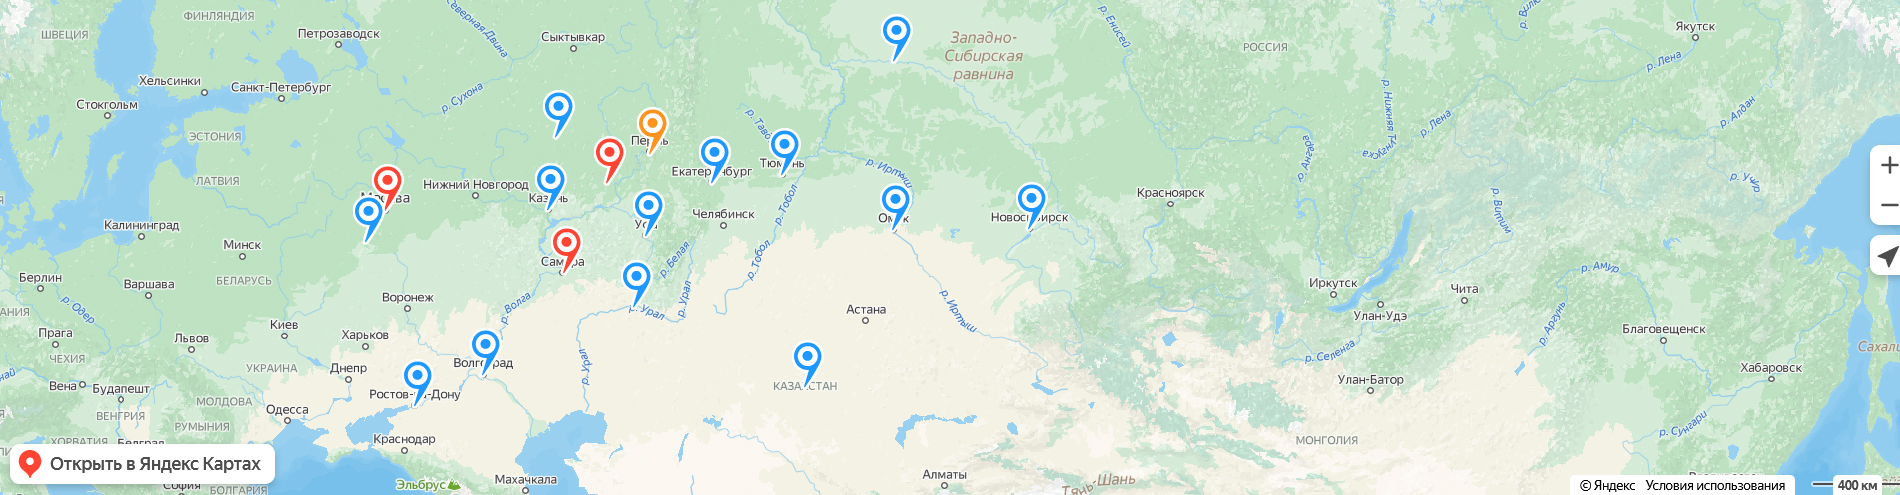 ФИНЛЯНДИЯ
ШВЕЦИЯ
Петрозаводск
Сыктывкар
р. Северная Двина
Западно-
Сибирская
равнина
р. Енисей
РОССИЯ
р. Вилюй
Якутск
р. Лена
Хельсинки
Санкт-Петербург
Стокгольм
р. Сухона
р. Тавда
р. Нижняя Тунгуска
р. Лена
р. Алдан
ЭСТОНИЯ
Пермь
р. Ангара
ЛАТВИЯ
Москва
Нижний Новгород
Казань
Екатеринбург
Тюмень
р. Иртыш
р. Тобол
Красноярск
р. Витим
р. Учур
Калининград
Минск
Уфа
Челябинск
Омск
Новосибирск
Берлин
БЕЛАРУСЬ
Варшава
Самара
р. Белая
р. Тобол
Иркутск
Чита
р. Амур
р. Одер
Воронеж
р. Волга
р. Урал
р. Урал
Астана
р. Иртыш
Улан-Удэ
р. Аргунь
Благовещенск
Прага
Киев
Харьков
Львов
ЧЕХИЯ
р. Урал
р. Селенга
Сахалин
УКРАИНА
Днепр
Волгоград
Вена
Будапешт
КАЗАХСТАН
Улан-Батор
Хабаровск
МОЛДОВА
Ростов-на-Дону
ВЕНГРИЯ
РУМЫНИЯ
Одесса
ХОРВАТИЯ
Белград
Краснодар
МОНГОЛИЯ
р. Сунгари
Открыть в Яндекс Картах
София
БОЛГАРИЯ
Эльбрус
Махачкала
Алматы
Тянь-Шань
© Яндекс Условия использования
400 км